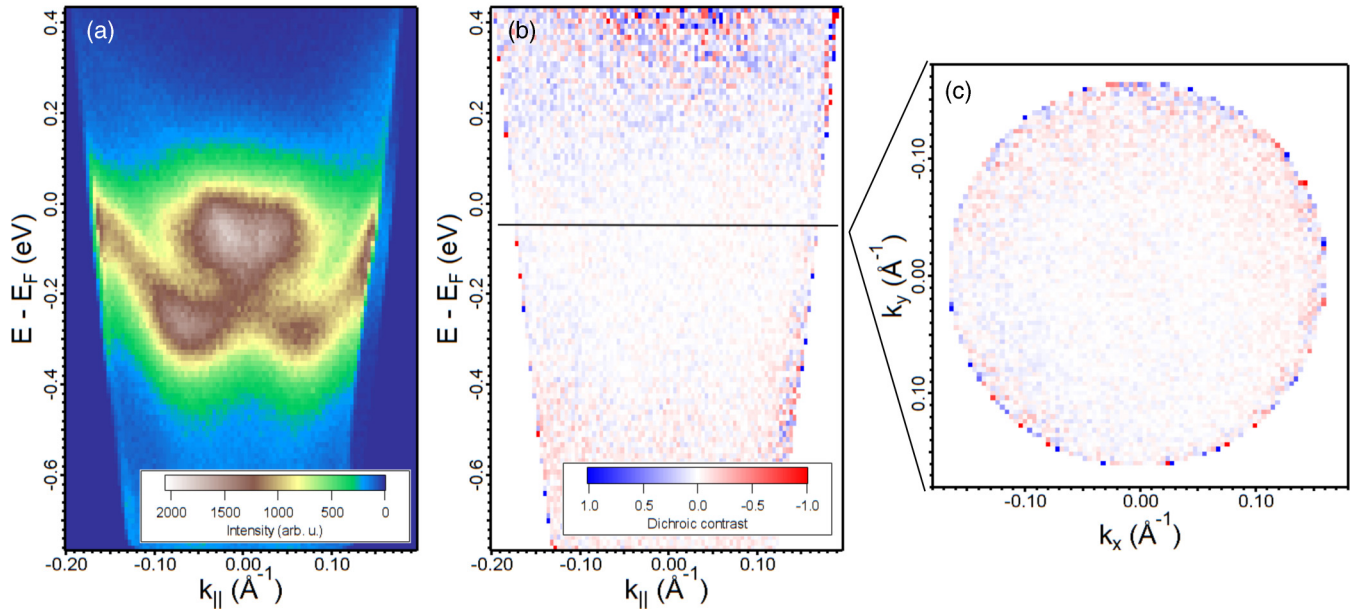 (a)
E - E_F (eV)
0.4
0.2
0.0
-0.2
-0.4
-0.6
2000 1500 1000 500 0
Intensity (arb. u.)
-0.20 -0.10 0.00 0.10
k_|| (Å^-1)
(b)
E - E_F (eV)
0.4
0.2
0.0
-0.2
-0.4
-0.6
1.0 0.5 0.0 -0.5 -1.0
Dichroic contrast
-0.20 -0.10 0.00 0.10
k_|| (Å^-1)
(c)
k_y (Å^-1)
-0.10
0.00
0.10
-0.10 0.00 0.10
k_x (Å^-1)